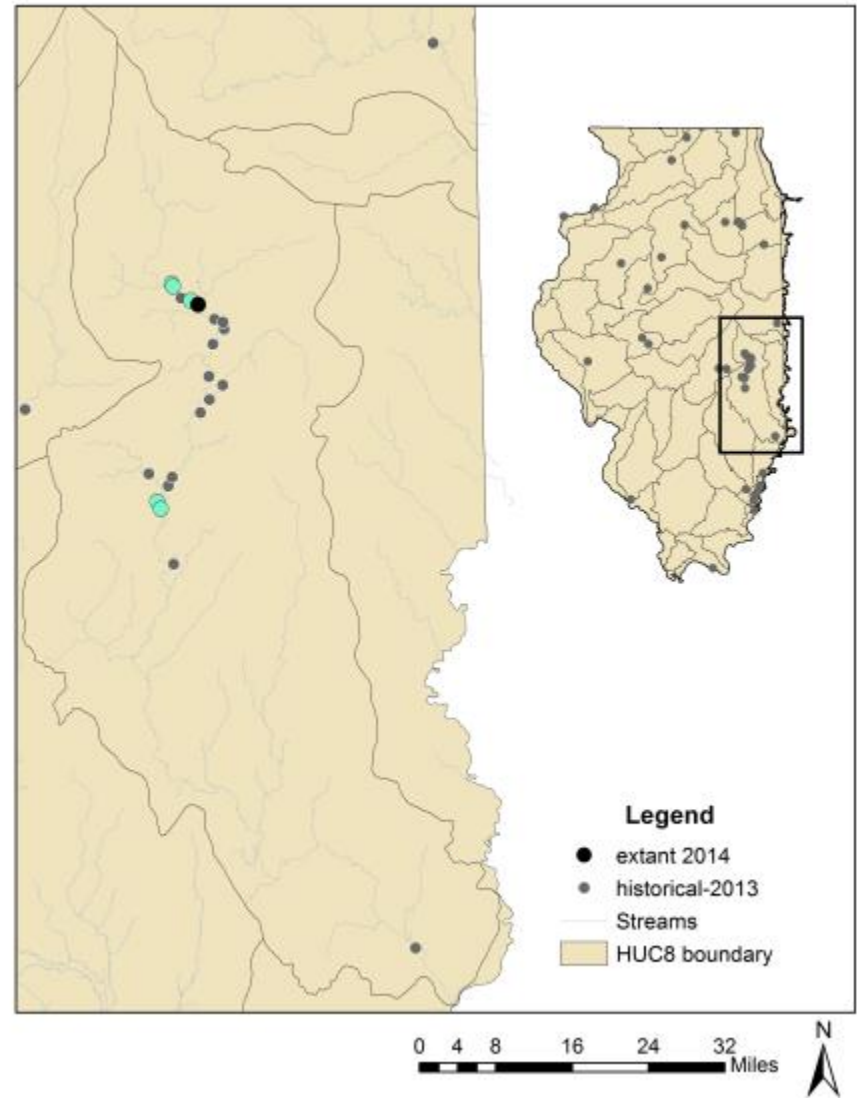 Legend
extant 2014
historical-2013
Streams
HUC8 boundary
0 4 8 16 24 32
Miles
N